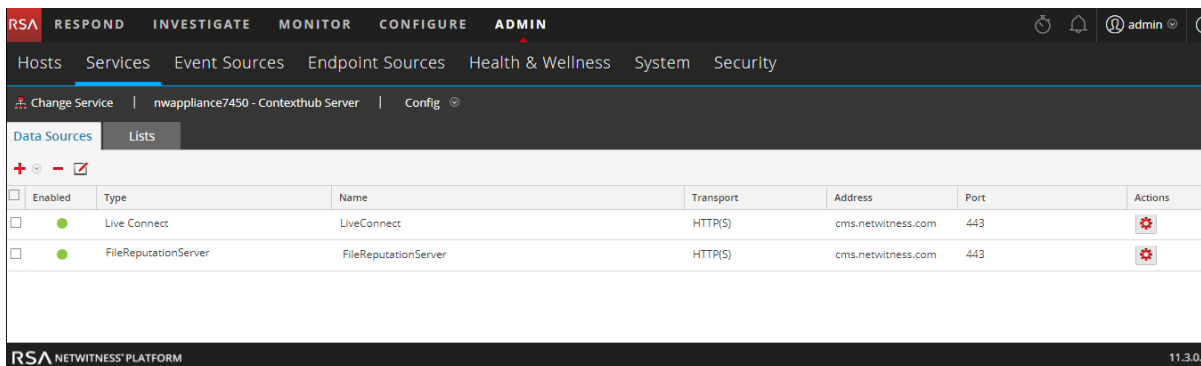 RSA RESPOND INVESTIGATE MONITOR CONFIGURE ADMIN admin
Hosts Services Event Sources Endpoint Sources Health & Wellness System Security
Change Service | nwappliance7450 - Contexthub Server | Config
Data Sources Lists
Enabled Type Name Transport Address Port Actions
Live Connect LiveConnect HTTP(S) cms.netwitness.com 443
FileReputationServer FileReputationServer HTTP(S) cms.netwitness.com 443
RSA NETWITNESS® PLATFORM 11.3.0.